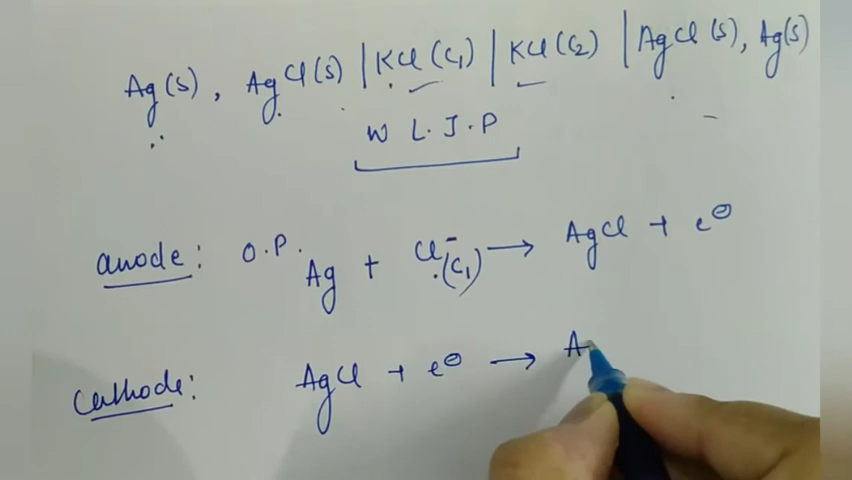 Ag(s), AgCl(s) | KCl(C1) | KCl(C2) | AgCl(s), Ag(s)
W L.J.P
anode: O.P. Ag + Cl⁻(C1) → AgCl + e⊖
Cathode: AgCl + e⊖ → A